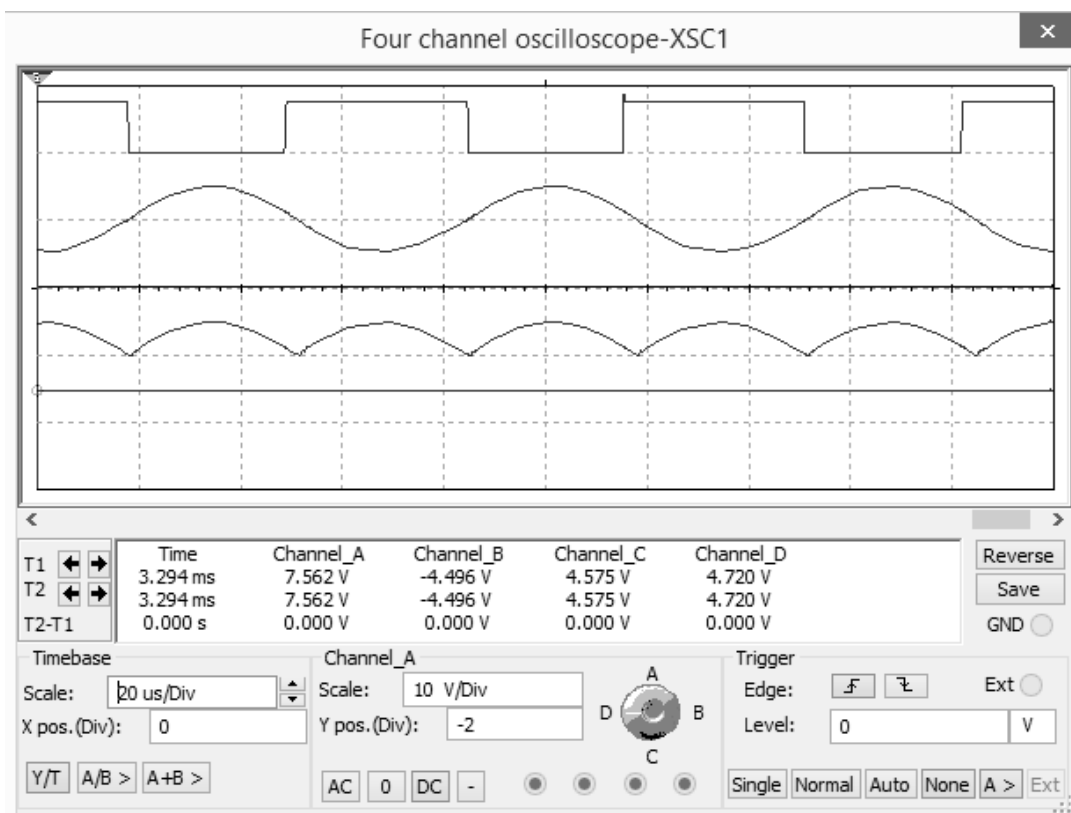 Four channel oscilloscope-XSC1
Time Channel_A Channel_B Channel_C Channel_D
T1 3.294 ms 7.562 V -4.496 V 4.575 V 4.720 V
T2 3.294 ms 7.562 V -4.496 V 4.575 V 4.720 V
T2-T1 0.000 s 0.000 V 0.000 V 0.000 V 0.000 V
Reverse
Save
GND
Timebase
Scale: 20 us/Div
X pos.(Div): 0
Y/T A/B > A+B >
Channel_A
Scale: 10 V/Div
Y pos.(Div): -2
AC 0 DC -
A
D B
C
Trigger
Edge: Ext
Level: 0 V
Single Normal Auto None A > Ext